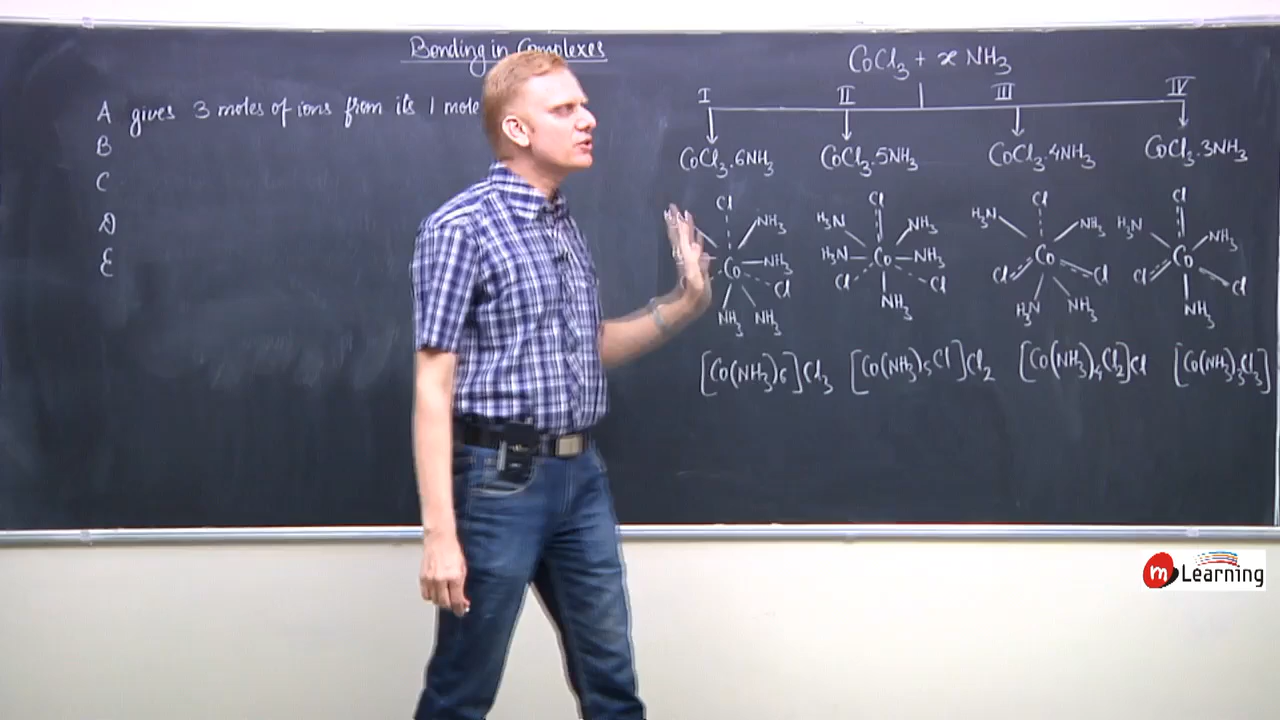 Bonding in Complexes
A gives 3 moles of ions from its 1 mole
B
C
D
E
CoCl3 + x NH3
I II III IV
CoCl3.6NH3 CoCl3.5NH3 CoCl3.4NH3 CoCl3.3NH3
Cl NH3 Co NH3 Cl NH3 NH3
Cl H3N NH3 H3N Co NH3 Cl Cl NH3
Cl H3N NH3 Co Cl Cl H3N NH3
Cl H3N NH3 Co Cl Cl NH3
[Co(NH3)6]Cl3 [Co(NH3)5Cl]Cl2 [Co(NH3)4Cl2]Cl [Co(NH3)3Cl3]
m Learning